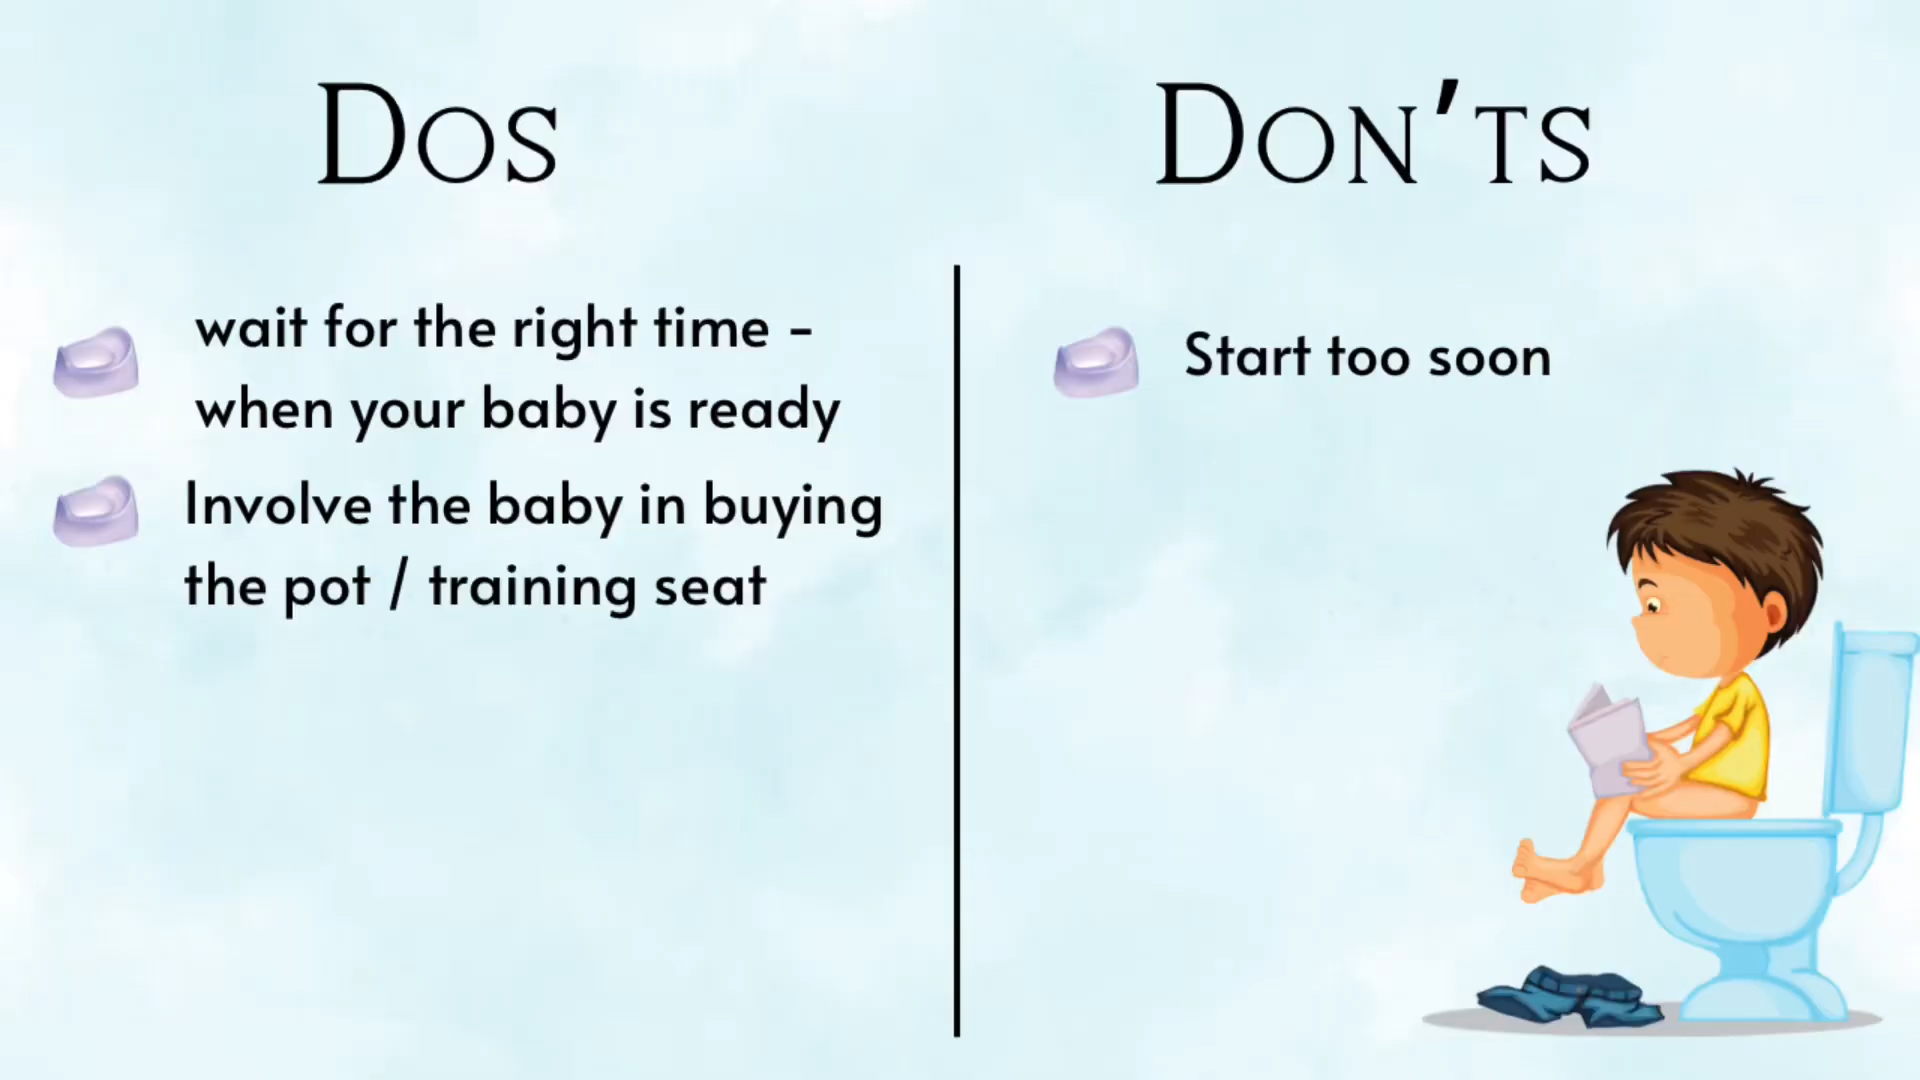 Dos
Don'ts
wait for the right time -
when your baby is ready
Involve the baby in buying
the pot / training seat
Start too soon